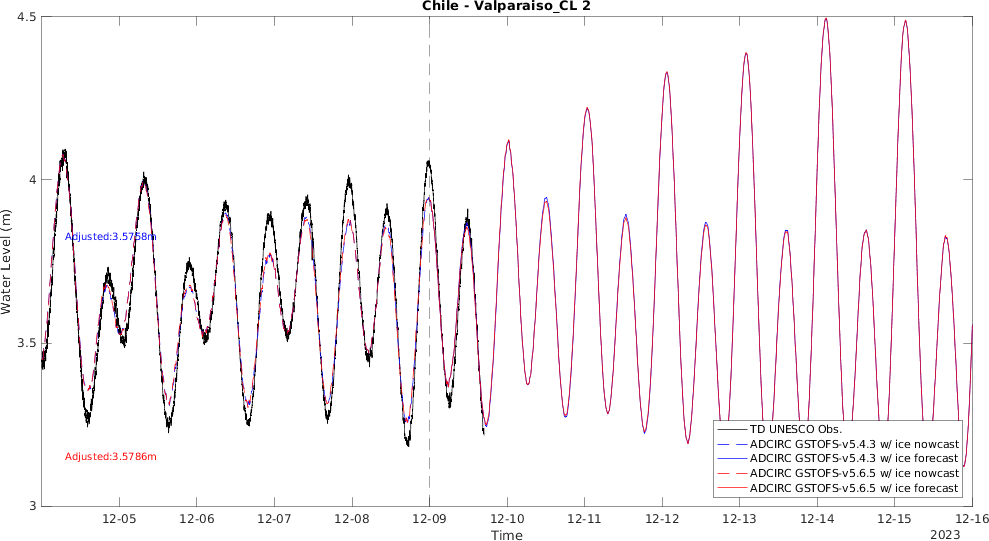 Chile - Valparaiso_CL 2
4.5
4
3.5
3
Water Level (m)
Adjusted:3.5758m
Adjusted:3.5786m
TD UNESCO Obs.
ADCIRC GSTOFS-v5.4.3 w/ ice nowcast
ADCIRC GSTOFS-v5.4.3 w/ ice forecast
ADCIRC GSTOFS-v5.6.5 w/ ice nowcast
ADCIRC GSTOFS-v5.6.5 w/ ice forecast
12-05 12-06 12-07 12-08 12-09 12-10 12-11 12-12 12-13 12-14 12-15 12-16
Time
2023